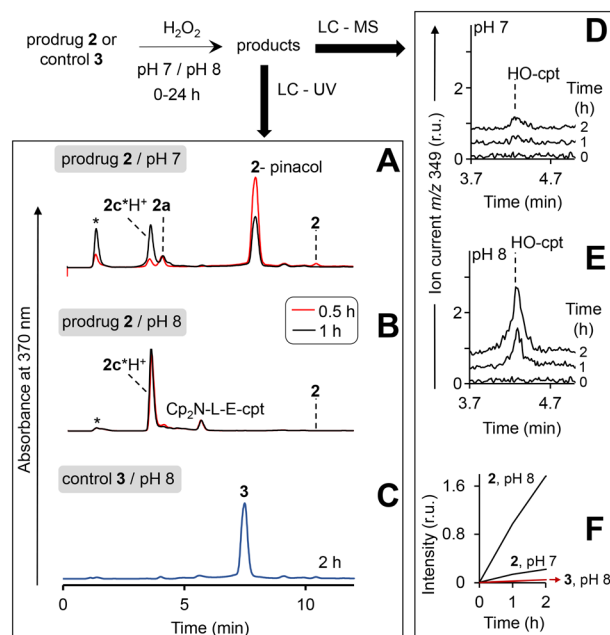 prodrug 2 or
control 3
H2O2
pH 7 / pH 8
0-24 h
products
LC - MS
LC - UV
Absorbance at 370 nm
prodrug 2 / pH 7
A
2- pinacol
2c*H+
2a
*
2
0.5 h
1 h
prodrug 2 / pH 8
B
2c*H+
Cp2N-L-E-cpt
*
2
control 3 / pH 8
C
3
2 h
0
5
10
Time (min)
Ion current m/z 349 (r.u.)
pH 7
D
HO-cpt
Time
(h)
2
2
1
0
0
3.7
4.7
Time (min)
pH 8
E
HO-cpt
Time
(h)
2
2
1
0
0
3.7
4.7
Time (min)
Intensity (r.u.)
1.6
0.8
0
2, pH 8
F
2, pH 7
3, pH 8
0
1
2
Time (h)